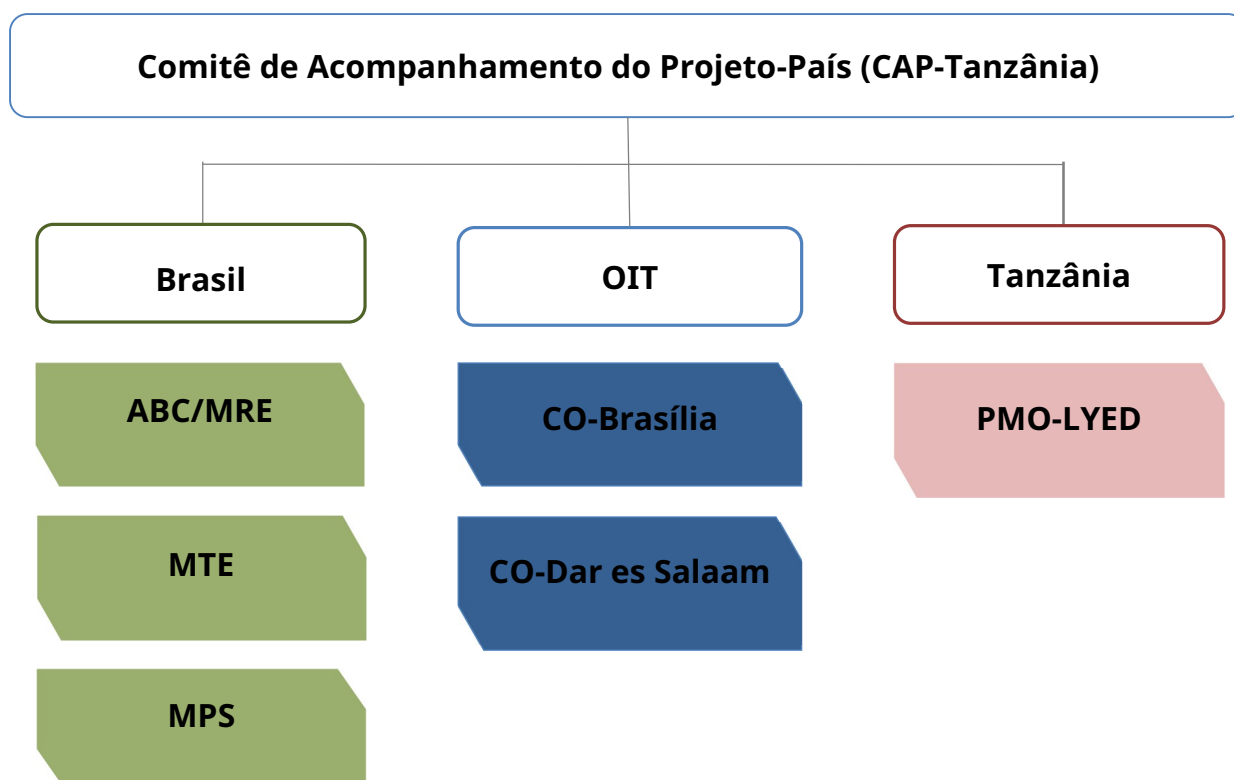 Comitê de Acompanhamento do Projeto-País (CAP-Tanzânia)
Brasil
OIT
Tanzânia
ABC/MRE
CO-Brasília
PMO-LYED
MTE
CO-Dar es Salaam
MPS